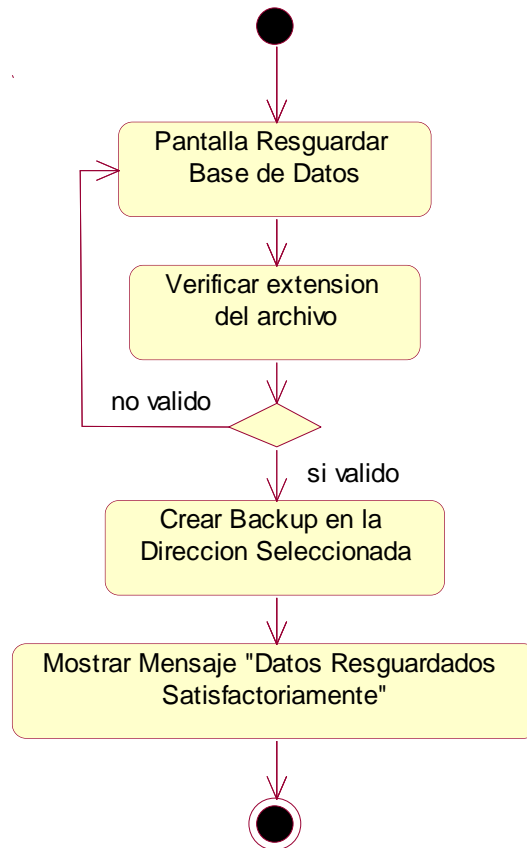 Pantalla Resguardar
Base de Datos
Verificar extension
del archivo
no valido
si valido
Crear Backup en la
Direccion Seleccionada
Mostrar Mensaje "Datos Resguardados
Satisfactoriamente"